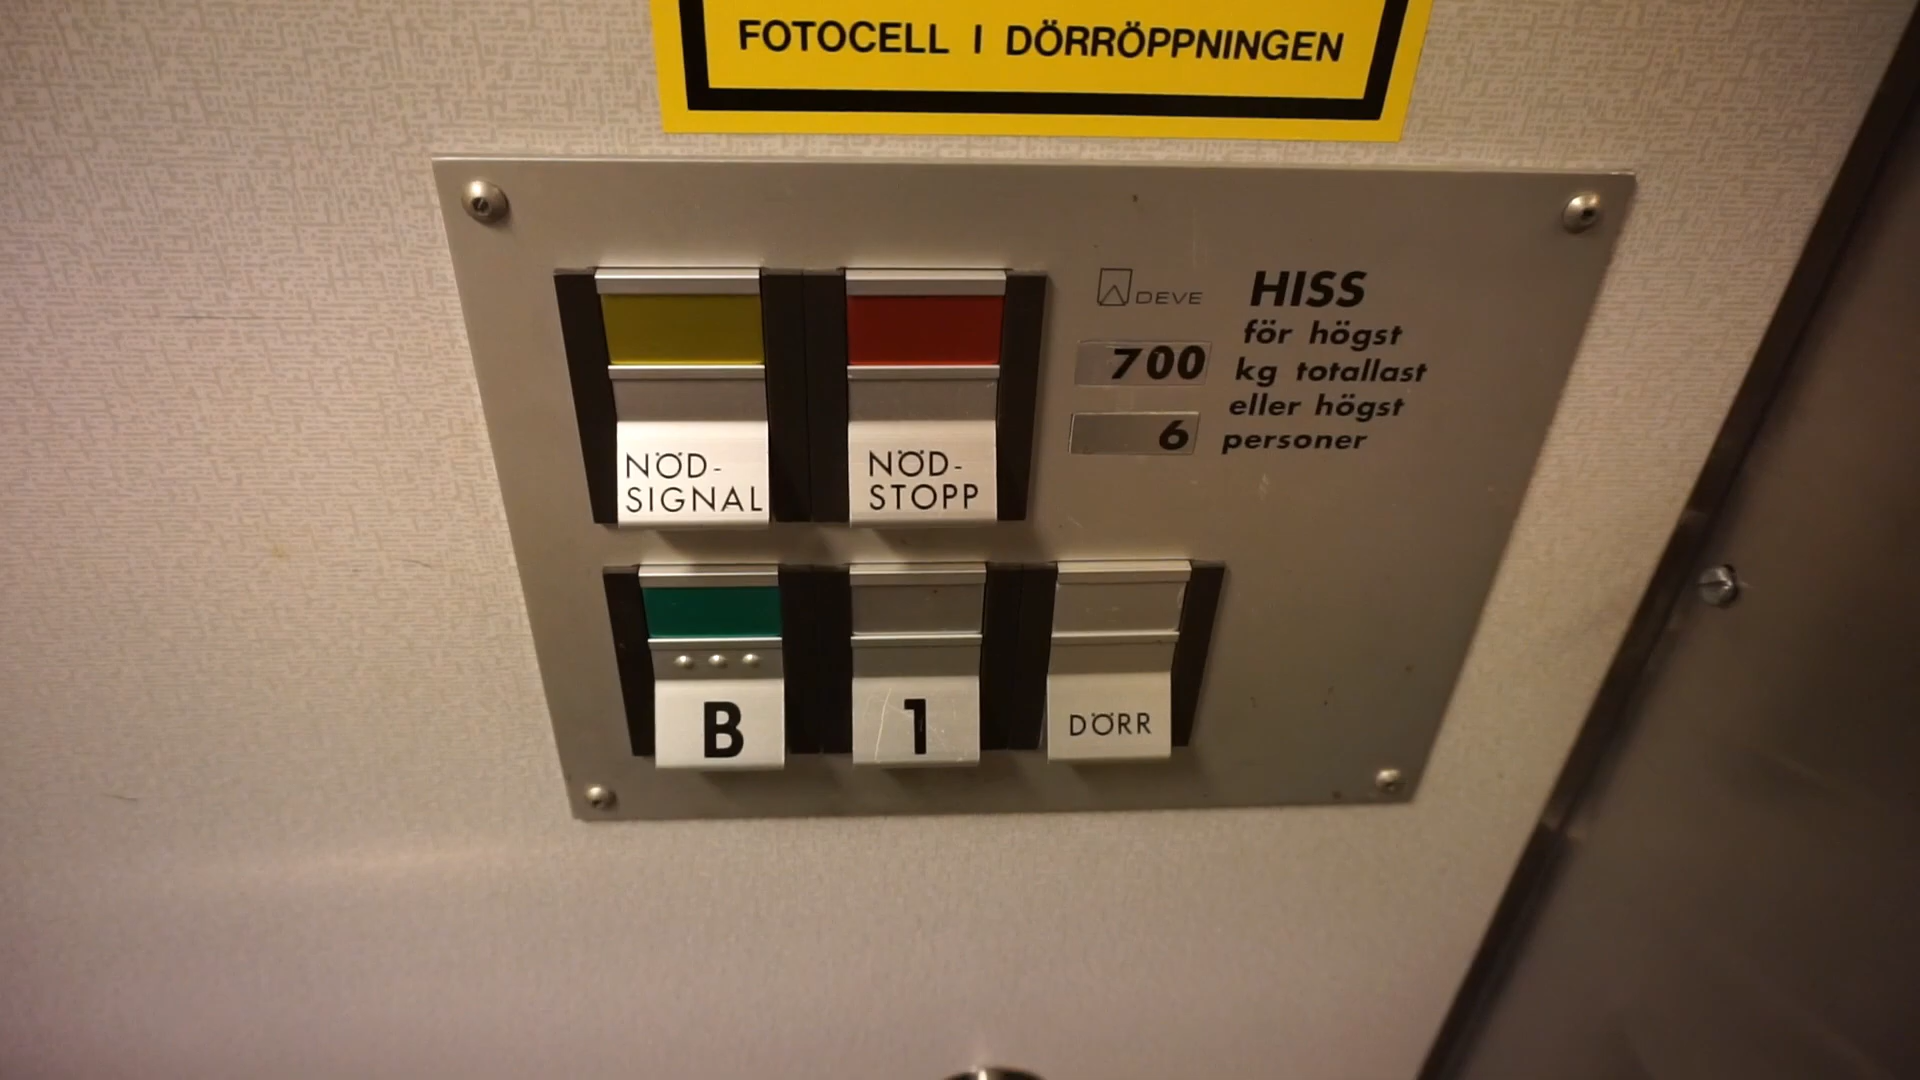 FOTOCELL I DÖRRÖPPNINGEN
DEVE
HISS
för högst
700 kg totallast
eller högst
6 personer
NÖD-
SIGNAL
NÖD-
STOPP
B
1
DÖRR